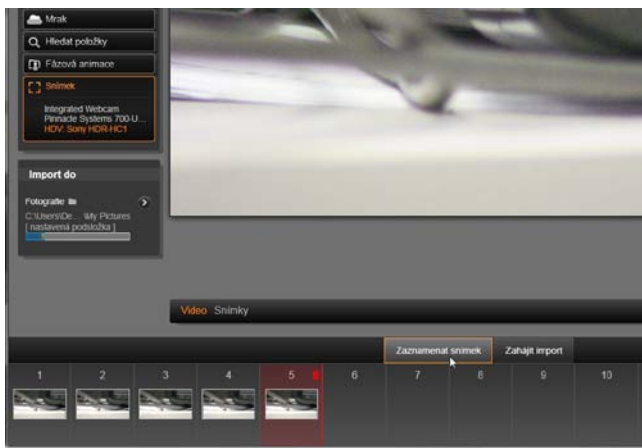 Mrak
Hledat položky
Fázová animace
Snímek
Integrated Webcam
Pinnacle Systems 700-U...
HDV: Sony HDR-HC1
Import do
Fotografie
C:\Users\De... \My Pictures
[ nastavená podsložka ]
Video Snímky
Zaznamenat snímek Zahájit import
1 2 3 4 5 6 7 8 9 10